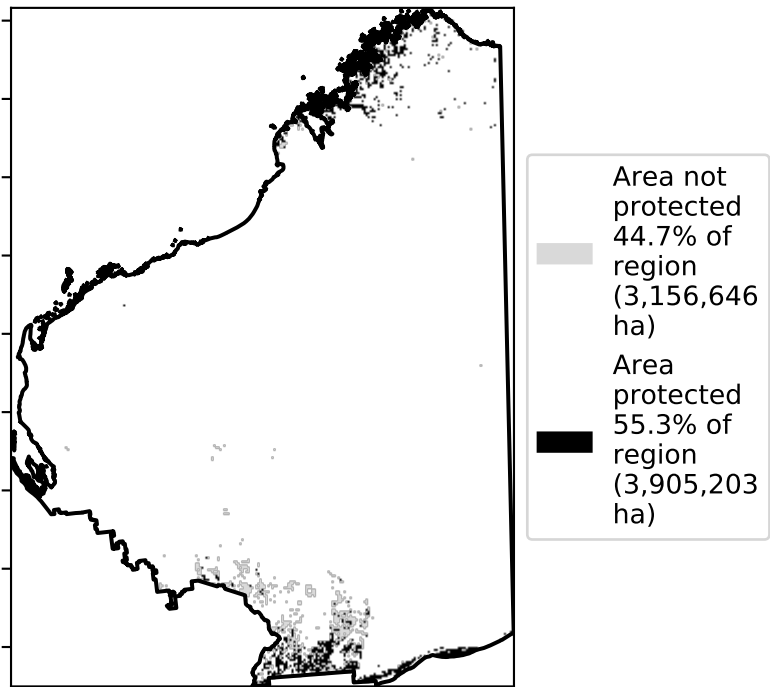 Area not
protected
44.7% of
region
(3,156,646
ha)
Area
protected
55.3% of
region
(3,905,203
ha)